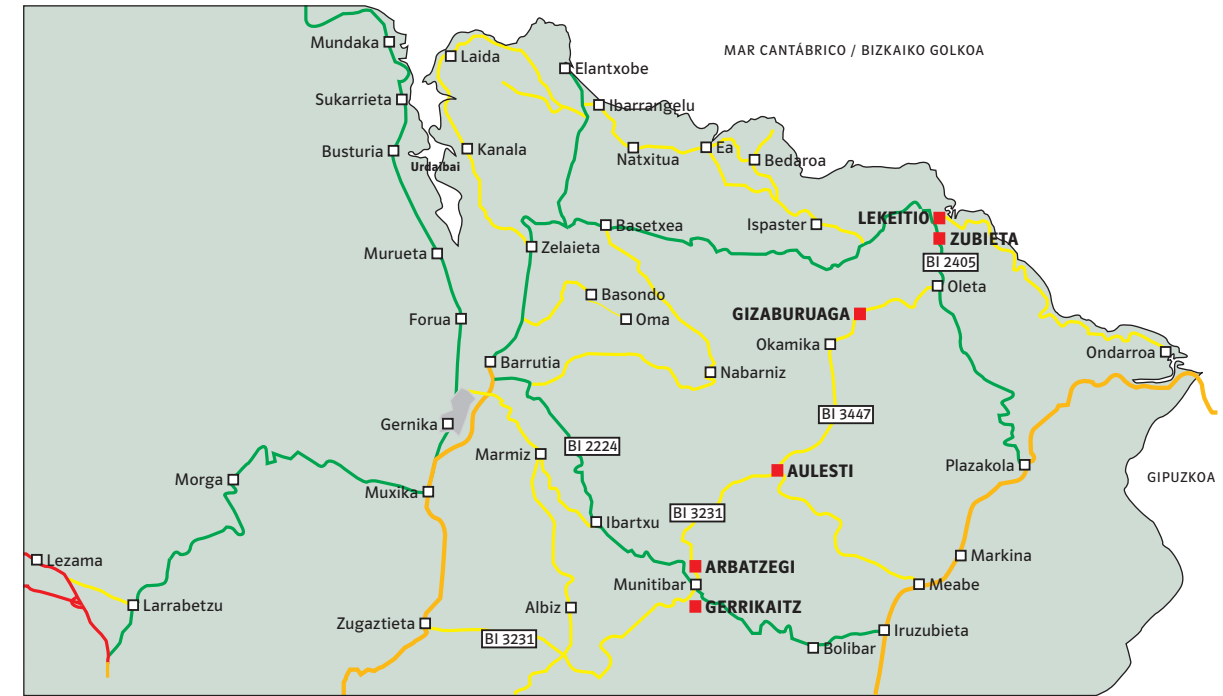 Mundaka
Laida
MAR CANTÁBRICO / BIZKAIKO GOLKOA
Elantxobe
Sukarrieta
Ibarrangelu
Busturia
Urdaibai
Kanala
Natxitua
Ea
Bedaroa
LEKEITIO
Basetxea
Ispaster
ZUBIETA
Murueta
Zelaieta
BI 2405
Oleta
Basondo
GIZABURUAGA
Forua
Oma
Okamika
Ondarroa
Barrutia
Nabarniz
BI 3447
Gernika
BI 2224
Marmiz
AULESTI
Plazakola
GIPUZKOA
Morga
Muxika
BI 3231
Ibartxu
Lezama
ARBATZEGI
Markina
Munitibar
Meabe
Larrabetzu
Albiz
GERRIKAITZ
Zugaztieta
BI 3231
Iruzubieta
Bolibar